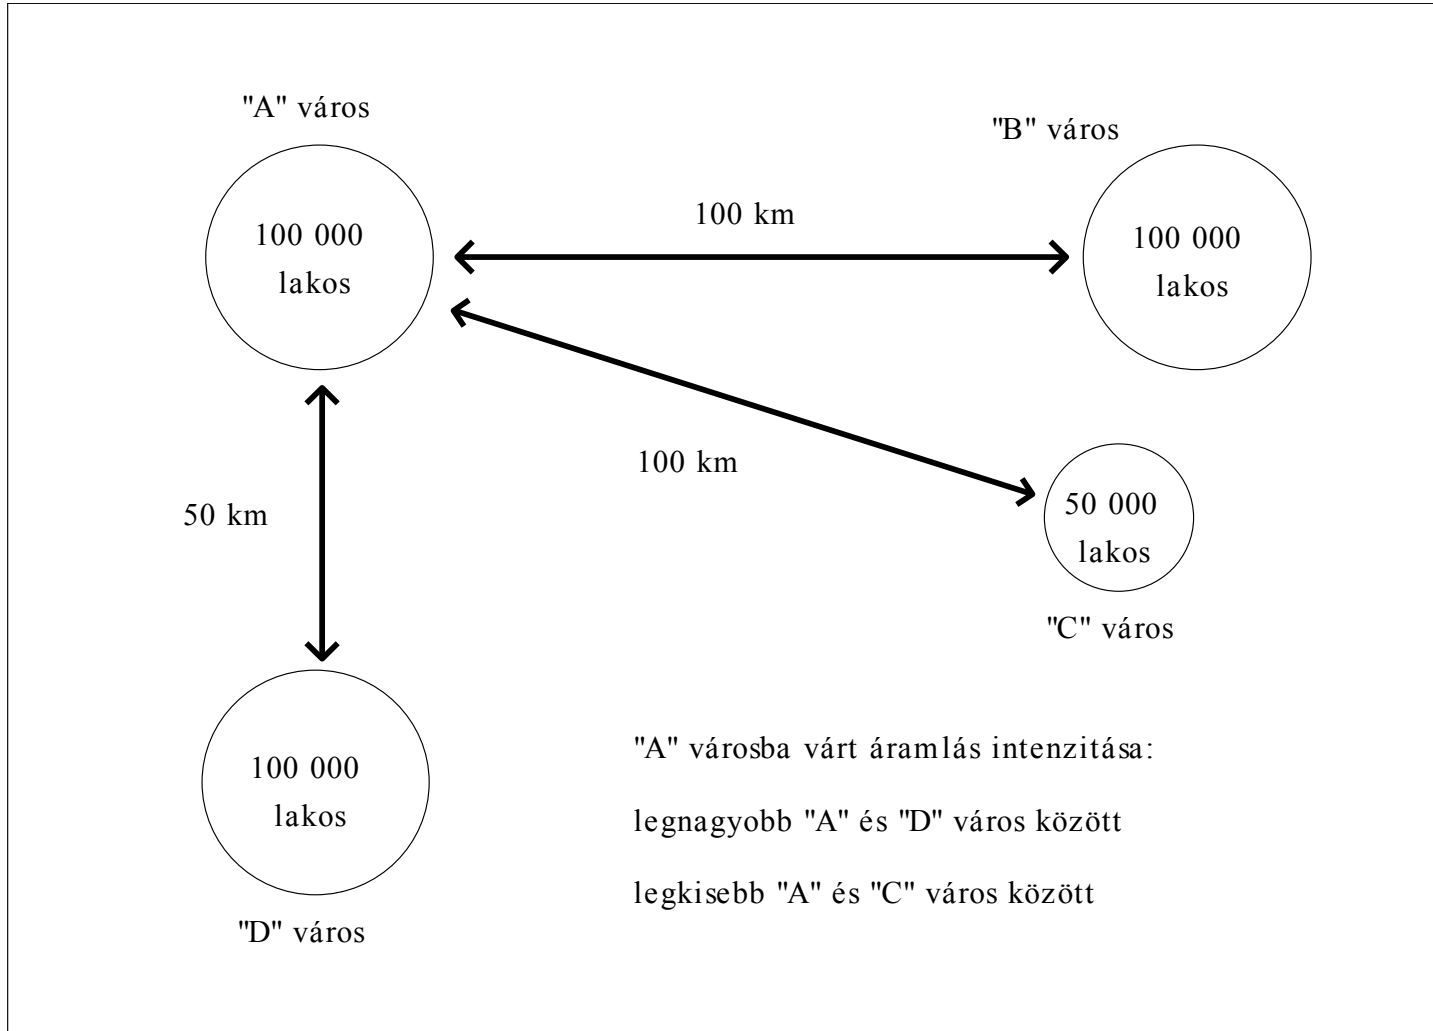 "A" város
"B" város
100 000
lakos
100 km
100 000
lakos
100 km
50 km
50 000
lakos
"C" város
100 000
lakos
"D" város
"A" városba várt áramlás intenzitása:
legnagyobb "A" és "D" város között
legkisebb "A" és "C" város között